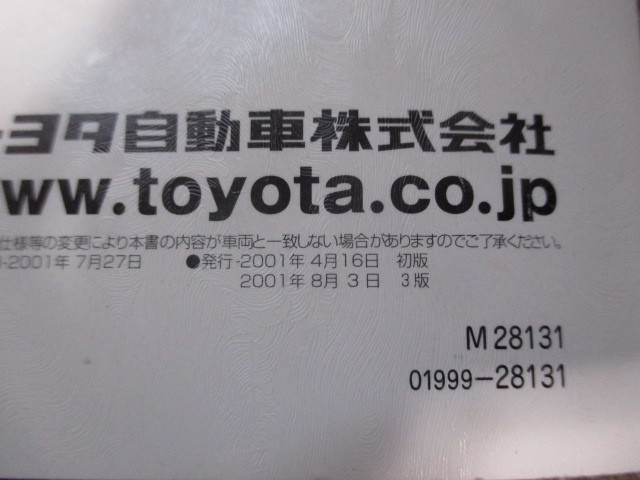 トヨタ自動車株式会社
www.toyota.co.jp
仕様等の変更により本書の内容が車両と一致しない場合がありますのでご了承ください。
-2001年 7月27日 ●発行-2001年 4月16日 初版
2001年 8月 3日 3版
M 28131
01999-28131